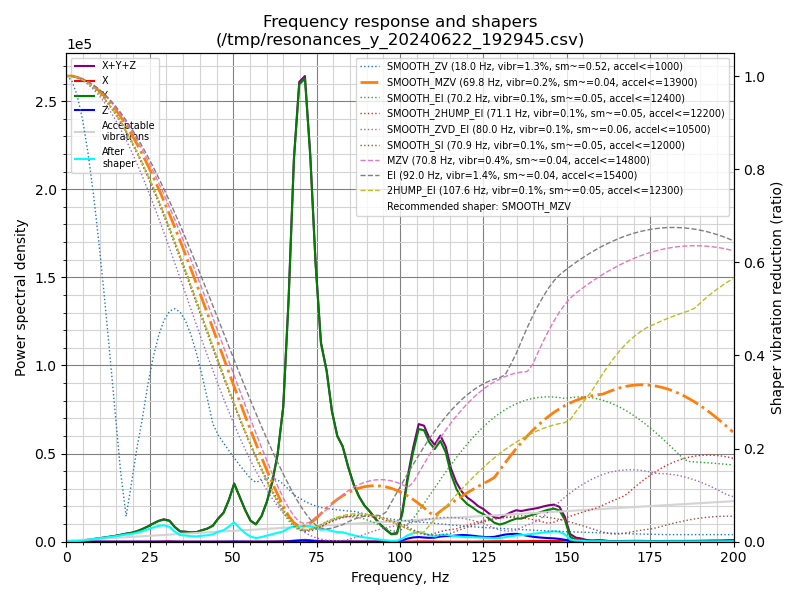 Frequency response and shapers
(/tmp/resonances_y_20240622_192945.csv)
1e5
X+Y+Z
X
Y
Z
Acceptable
vibrations
After
shaper
SMOOTH_ZV (18.0 Hz, vibr=1.3%, sm~=0.52, accel<=1000)
SMOOTH_MZV (69.8 Hz, vibr=0.2%, sm~=0.04, accel<=13900)
SMOOTH_EI (70.2 Hz, vibr=0.1%, sm~=0.05, accel<=12400)
SMOOTH_2HUMP_EI (71.1 Hz, vibr=0.1%, sm~=0.05, accel<=12200)
SMOOTH_ZVD_EI (80.0 Hz, vibr=0.1%, sm~=0.06, accel<=10500)
SMOOTH_SI (70.9 Hz, vibr=0.1%, sm~=0.05, accel<=12000)
MZV (70.8 Hz, vibr=0.4%, sm~=0.04, accel<=14800)
EI (92.0 Hz, vibr=1.4%, sm~=0.04, accel<=15400)
2HUMP_EI (107.6 Hz, vibr=0.1%, sm~=0.05, accel<=12300)
Recommended shaper: SMOOTH_MZV
Power spectral density
2.5
2.0
1.5
1.0
0.5
0.0
1.0
0.8
0.6
0.4
0.2
0.0
Shaper vibration reduction (ratio)
0 25 50 75 100 125 150 175 200
Frequency, Hz